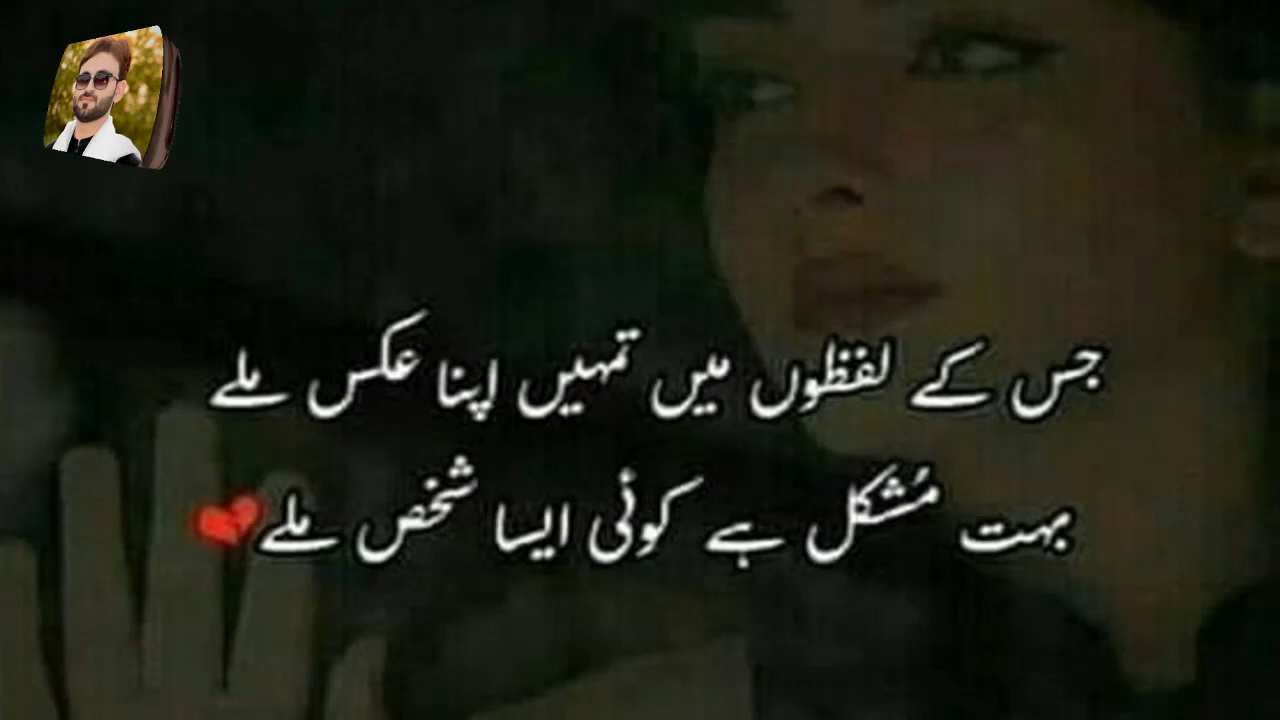 جس کے لفظوں میں تمہیں اپنا عکس ملے
بہت مُشکل ہے کوئی ایسا شخص ملے❤